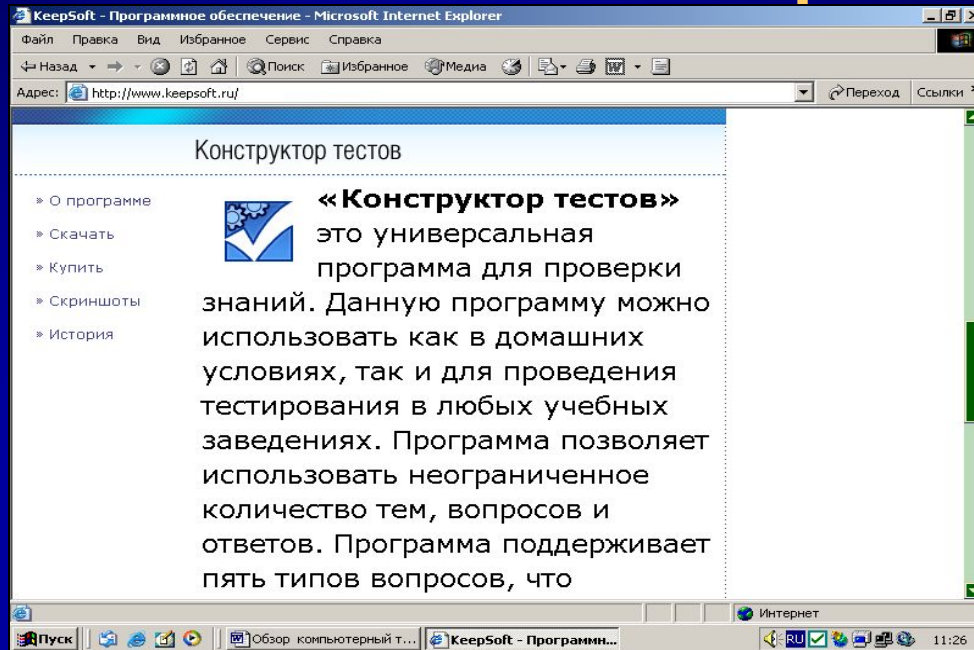 KeepSoft - Программное обеспечение - Microsoft Internet Explorer
Файл Правка Вид Избранное Сервис Справка
Назад Поиск Избранное Медиа
Адрес: http://www.keepsoft.ru/ Переход Ссылки
Конструктор тестов
» О программе
» Скачать
» Купить
» Скриншоты
» История
«Конструктор тестов»
это универсальная
программа для проверки
знаний. Данную программу можно
использовать как в домашних
условиях, так и для проведения
тестирования в любых учебных
заведениях. Программа позволяет
использовать неограниченное
количество тем, вопросов и
ответов. Программа поддерживает
пять типов вопросов, что
Интернет
Пуск Обзор компьютерный т... KeepSoft - Программн... RU 11:26